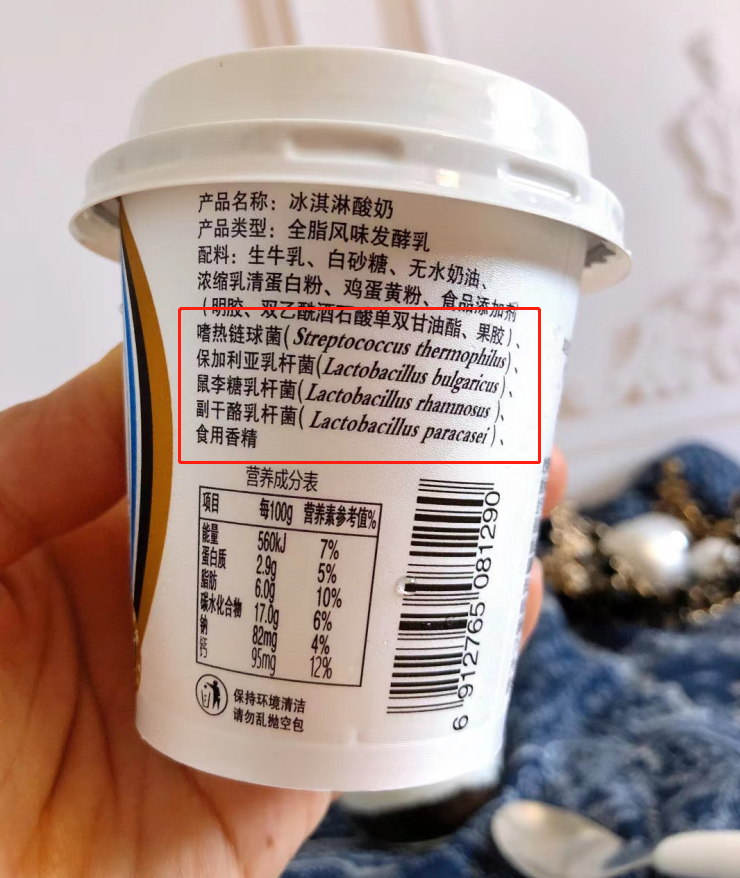 产品名称：冰淇淋酸奶
产品类型：全脂风味发酵乳
配料：生牛乳、白砂糖、无水奶油、
浓缩乳清蛋白粉、鸡蛋黄粉、食品添加剂
（明胶、双乙酰酒石酸单双甘油酯、果胶）、
嗜热链球菌(Streptococcus thermophilus)、
保加利亚乳杆菌(Lactobacillus bulgaricus)、
鼠李糖乳杆菌(Lactobacillus rhamnosus)、
副干酪乳杆菌(Lactobacillus paracasei)、
食用香精
营养成分表
项目 每100g 营养素参考值%
能量 560kJ 7%
蛋白质 2.9g 5%
脂肪 6.0g 10%
碳水化合物 17.0g 6%
钠 82mg 4%
钙 95mg 12%
保持环境清洁
请勿乱抛空包
6 912765 081290